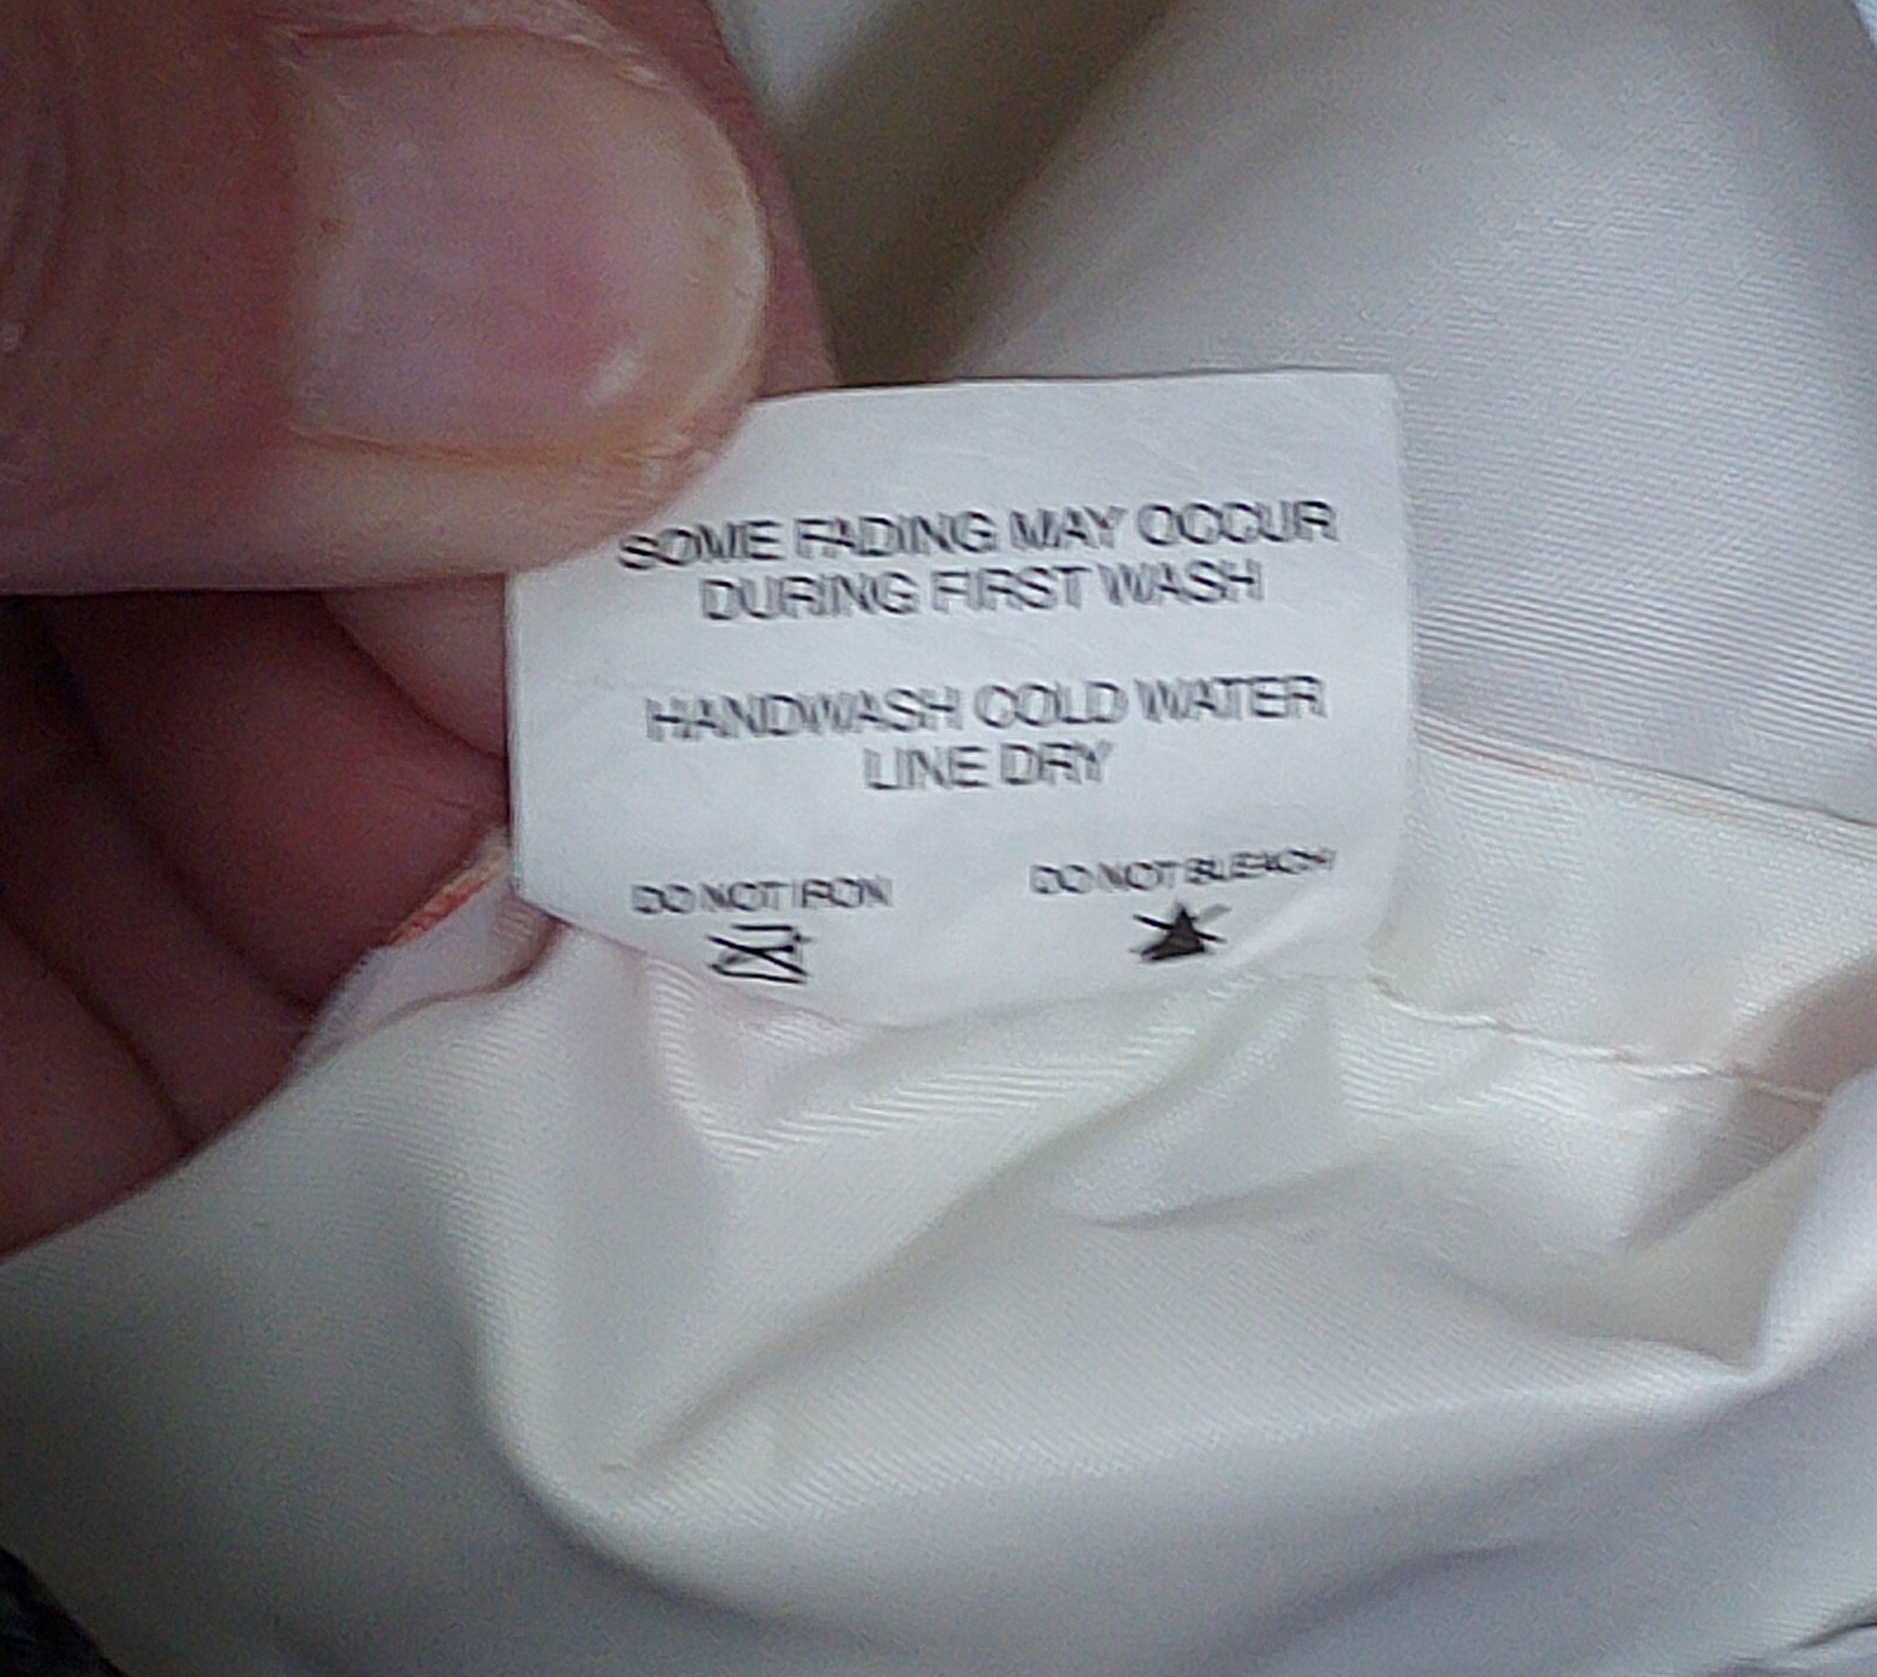 SOME FADING MAY OCCUR
DURING FIRST WASH
HANDWASH COLD WATER
LINE DRY
DO NOT IRON
DO NOT BLEACH